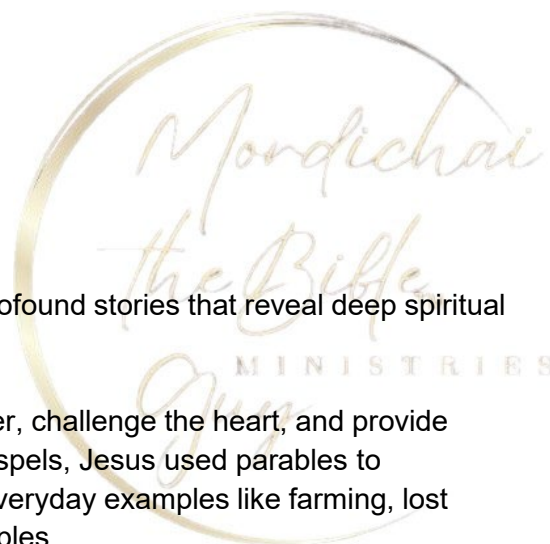 Mordichai
the Bible
ofound stories that reveal deep spiritual
MINISTRIES
Guy
er, challenge the heart, and provide
spels, Jesus used parables to
veryday examples like farming, lost
ples